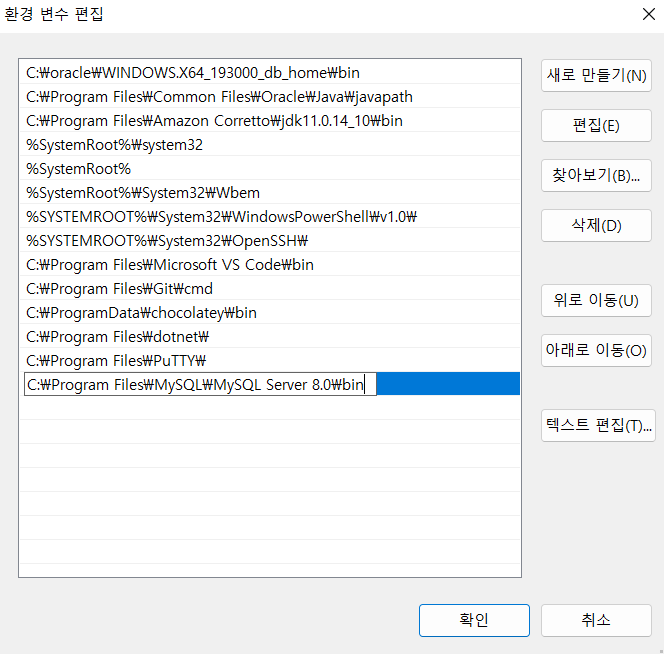 환경 변수 편집
C:₩oracle₩WINDOWS.X64_193000_db_home₩bin
C:₩Program Files₩Common Files₩Oracle₩Java₩javapath
C:₩Program Files₩Amazon Corretto₩jdk11.0.14_10₩bin
%SystemRoot%₩system32
%SystemRoot%
%SystemRoot%₩System32₩Wbem
%SYSTEMROOT%₩System32₩WindowsPowerShell₩v1.0₩
%SYSTEMROOT%₩System32₩OpenSSH₩
C:₩Program Files₩Microsoft VS Code₩bin
C:₩Program Files₩Git₩cmd
C:₩ProgramData₩chocolatey₩bin
C:₩Program Files₩dotnet₩
C:₩Program Files₩PuTTY₩
C:₩Program Files₩MySQL₩MySQL Server 8.0₩bin
새로 만들기(N)
편집(E)
찾아보기(B)...
삭제(D)
위로 이동(U)
아래로 이동(O)
텍스트 편집(T)...
확인
취소